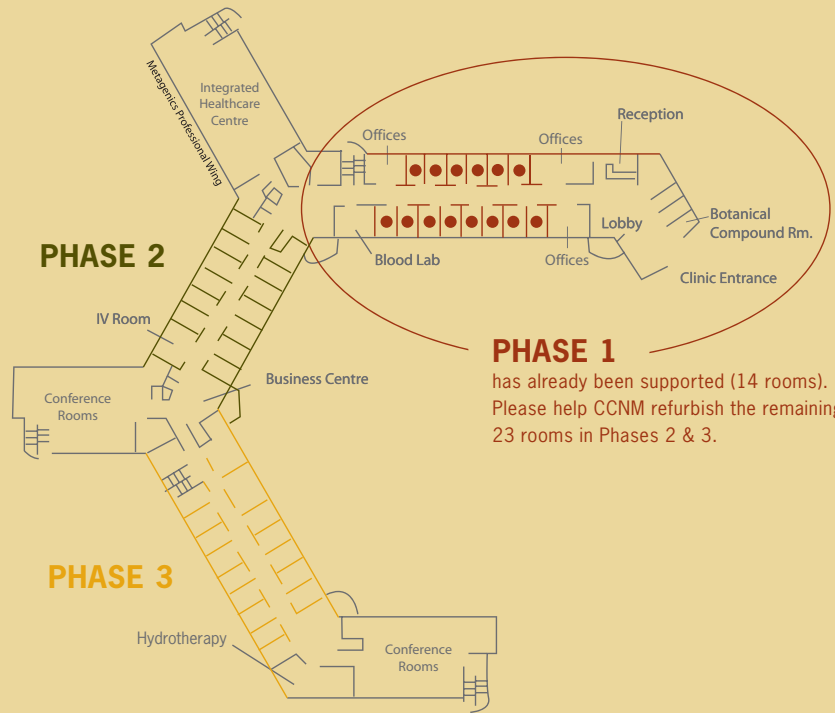 Metagenics Professional Wing
Integrated
Healthcare
Centre
Offices
Offices
Reception
Botanical
Compound Rm.
Lobby
Blood Lab
Offices
Clinic Entrance
PHASE 2
IV Room
Conference
Rooms
Business Centre
PHASE 1
has already been supported (14 rooms).
Please help CCNM refurbish the remaining
23 rooms in Phases 2 & 3.
PHASE 3
Hydrotherapy
Conference
Rooms